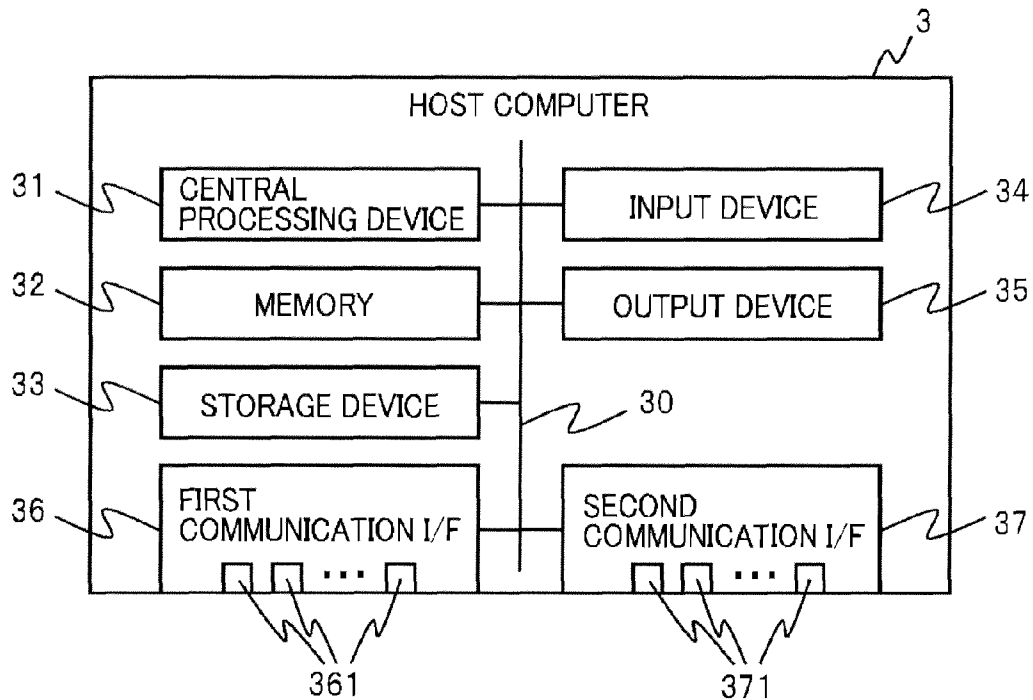 3
HOST COMPUTER
31
CENTRAL
PROCESSING DEVICE
INPUT DEVICE
34
32
MEMORY
OUTPUT DEVICE
35
33
STORAGE DEVICE
30
36
FIRST
COMMUNICATION I/F
SECOND
COMMUNICATION I/F
37
...
...
361
371